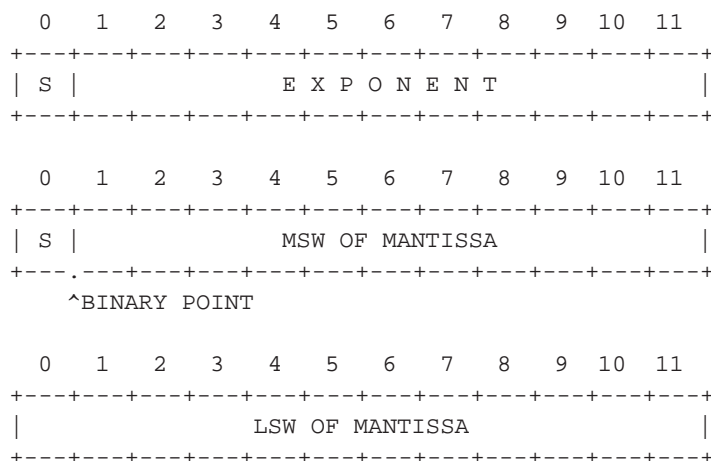 0 1 2 3 4 5 6 7 8 9 10 11
+---+---+---+---+---+---+---+---+---+---+---+---+
| S | E X P O N E N T |
+---+---+---+---+---+---+---+---+---+---+---+---+
0 1 2 3 4 5 6 7 8 9 10 11
+---+---+---+---+---+---+---+---+---+---+---+---+
| S | MSW OF MANTISSA |
+---.---+---+---+---+---+---+---+---+---+---+---+
^BINARY POINT
0 1 2 3 4 5 6 7 8 9 10 11
+---+---+---+---+---+---+---+---+---+---+---+---+
| LSW OF MANTISSA |
+---+---+---+---+---+---+---+---+---+---+---+---+